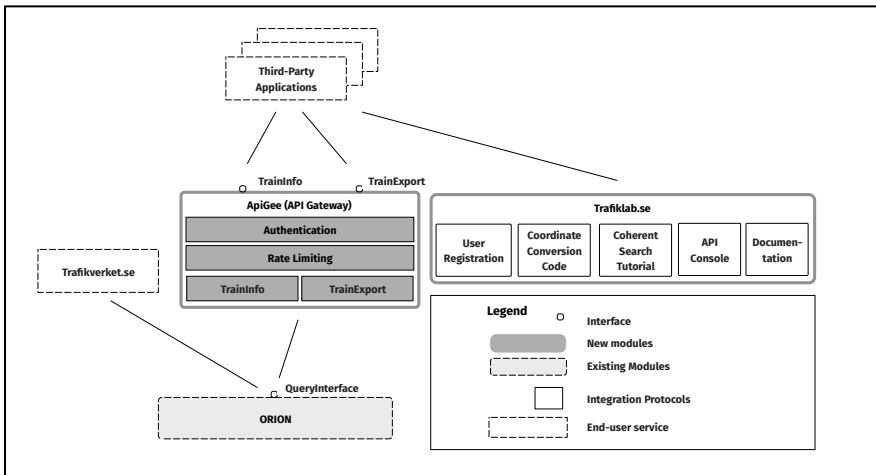 Third-Party
Applications
TrainInfo
TrainExport
ApiGee (API Gateway)
Authentication
Rate Limiting
TrainInfo
TrainExport
Trafiklab.se
User
Registration
Coordinate
Conversion
Code
Coherent
Search
Tutorial
API
Console
Documen-
tation
Trafikverket.se
QueryInterface
ORION
Legend
Interface
New modules
Existing Modules
Integration Protocols
End-user service